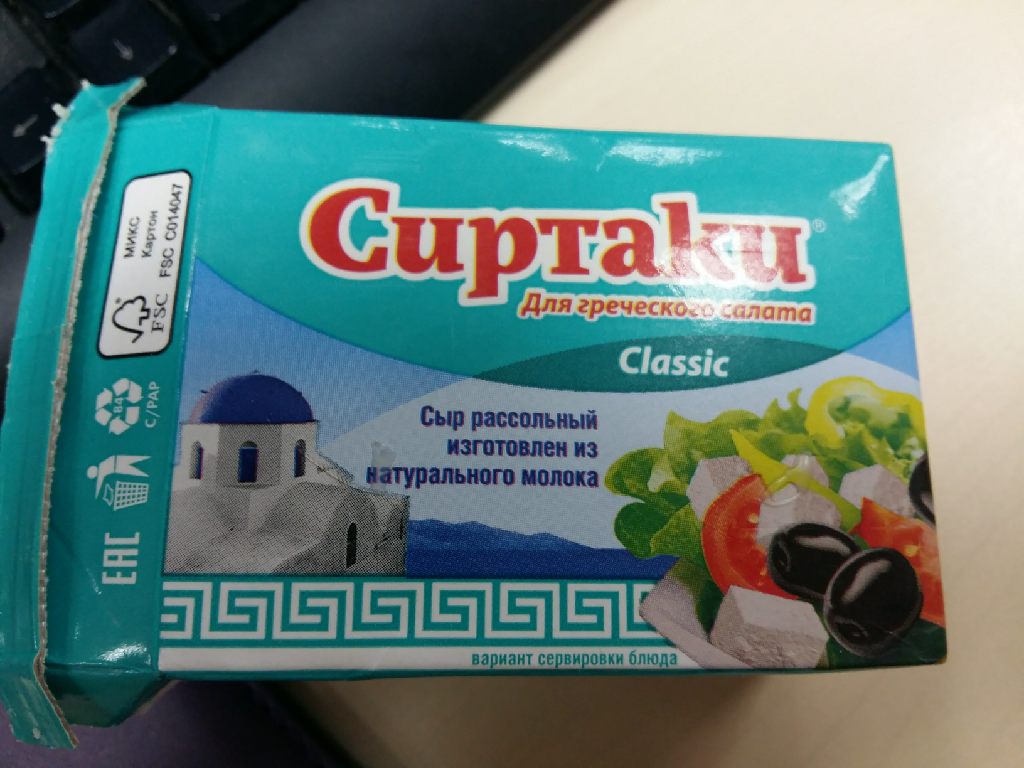 Сиртаки®
Для греческого салата
Classic
Сыр рассольный
изготовлен из
натурального молока
вариант сервировки блюда
МИКС
Картон
FSC C014047
FSC
84
C/PAP
EAC